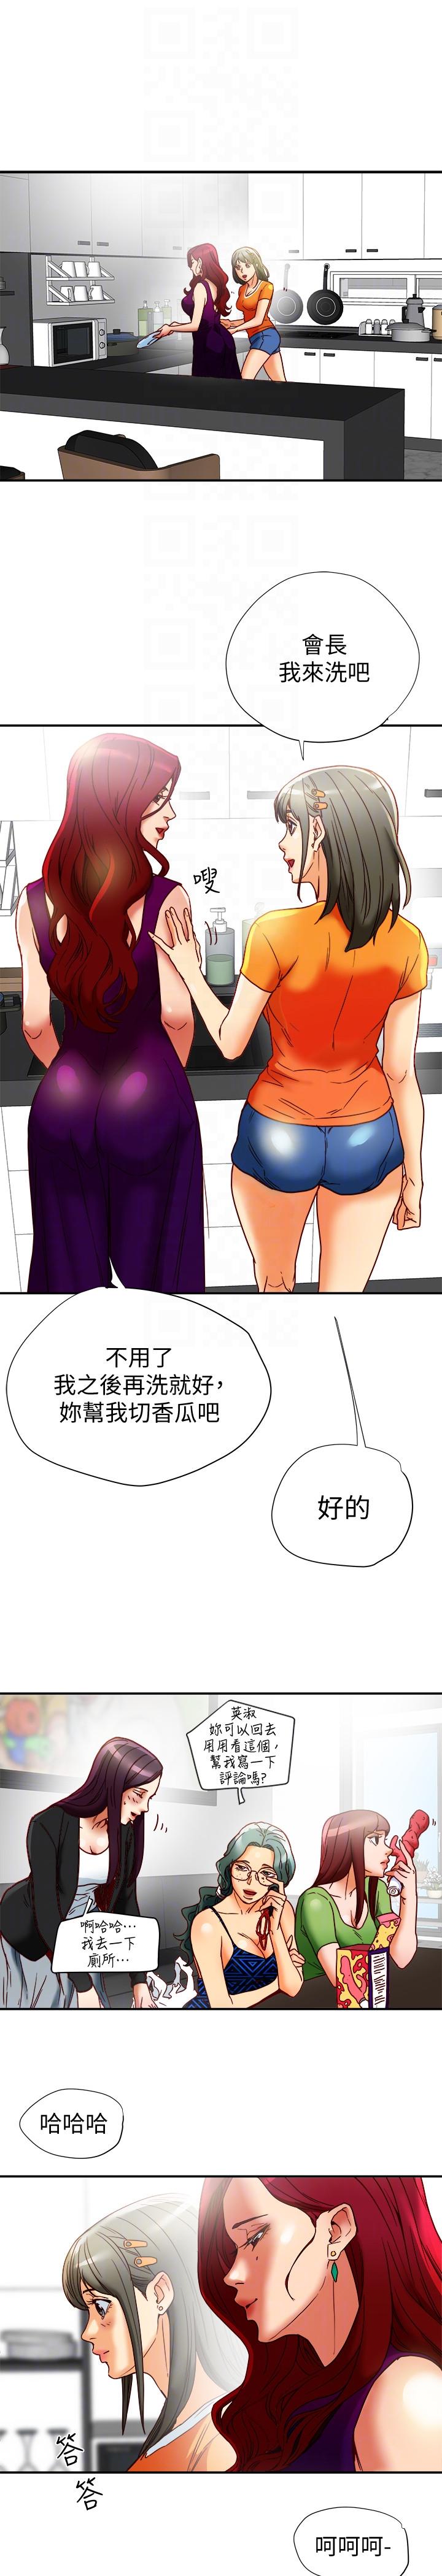 會長
我來洗吧
嗖
不用了
我之後再洗就好，
妳幫我切香瓜吧
好的
英淑
妳可以回去
用用看這個，
幫我寫一下
評論嗎?
啊哈哈…
我去一下
廁所…
哈哈哈
答
答
呵呵呵-